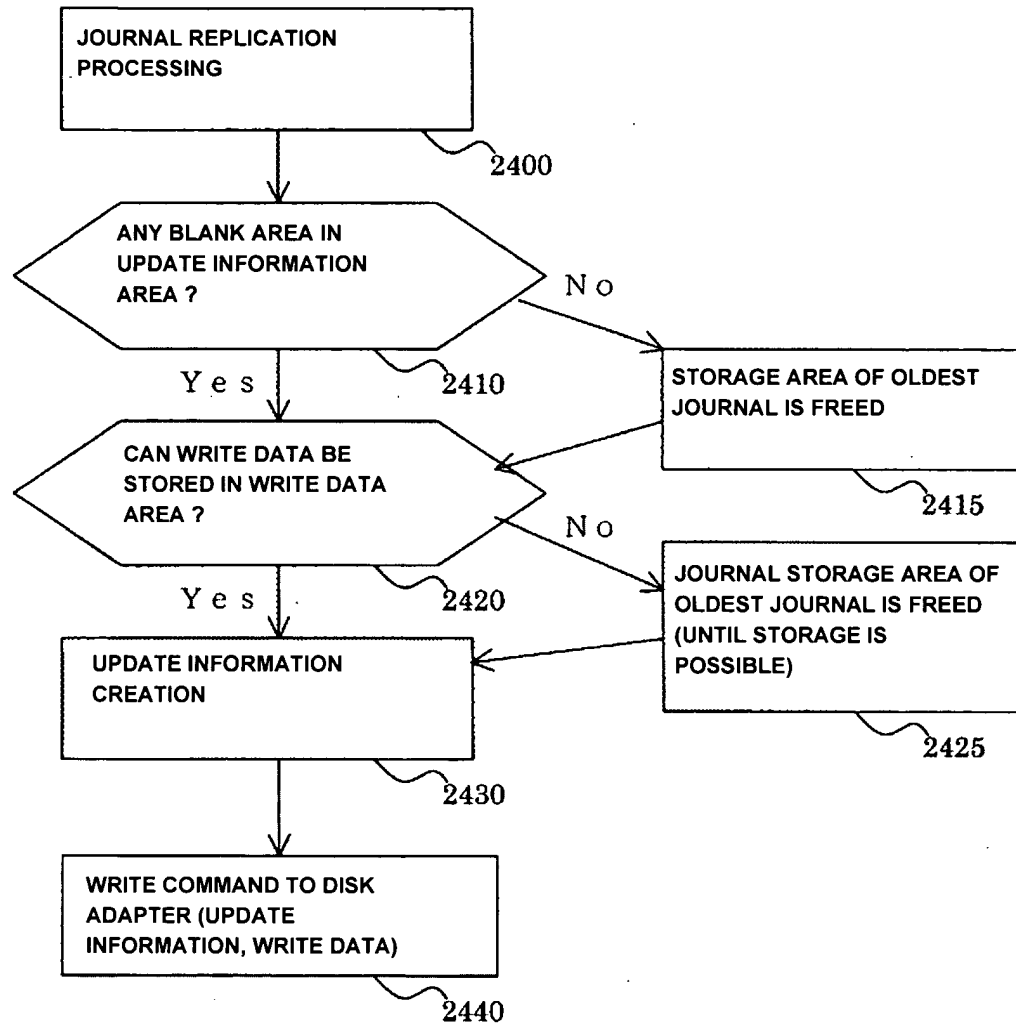 JOURNAL REPLICATION
PROCESSING
2400
ANY BLANK AREA IN
UPDATE INFORMATION
AREA ?
No
2410
Yes
STORAGE AREA OF OLDEST
JOURNAL IS FREED
2415
CAN WRITE DATA BE
STORED IN WRITE DATA
AREA ?
No
2420
Yes
JOURNAL STORAGE AREA OF
OLDEST JOURNAL IS FREED
(UNTIL STORAGE IS
POSSIBLE)
2425
UPDATE INFORMATION
CREATION
2430
WRITE COMMAND TO DISK
ADAPTER (UPDATE
INFORMATION, WRITE DATA)
2440